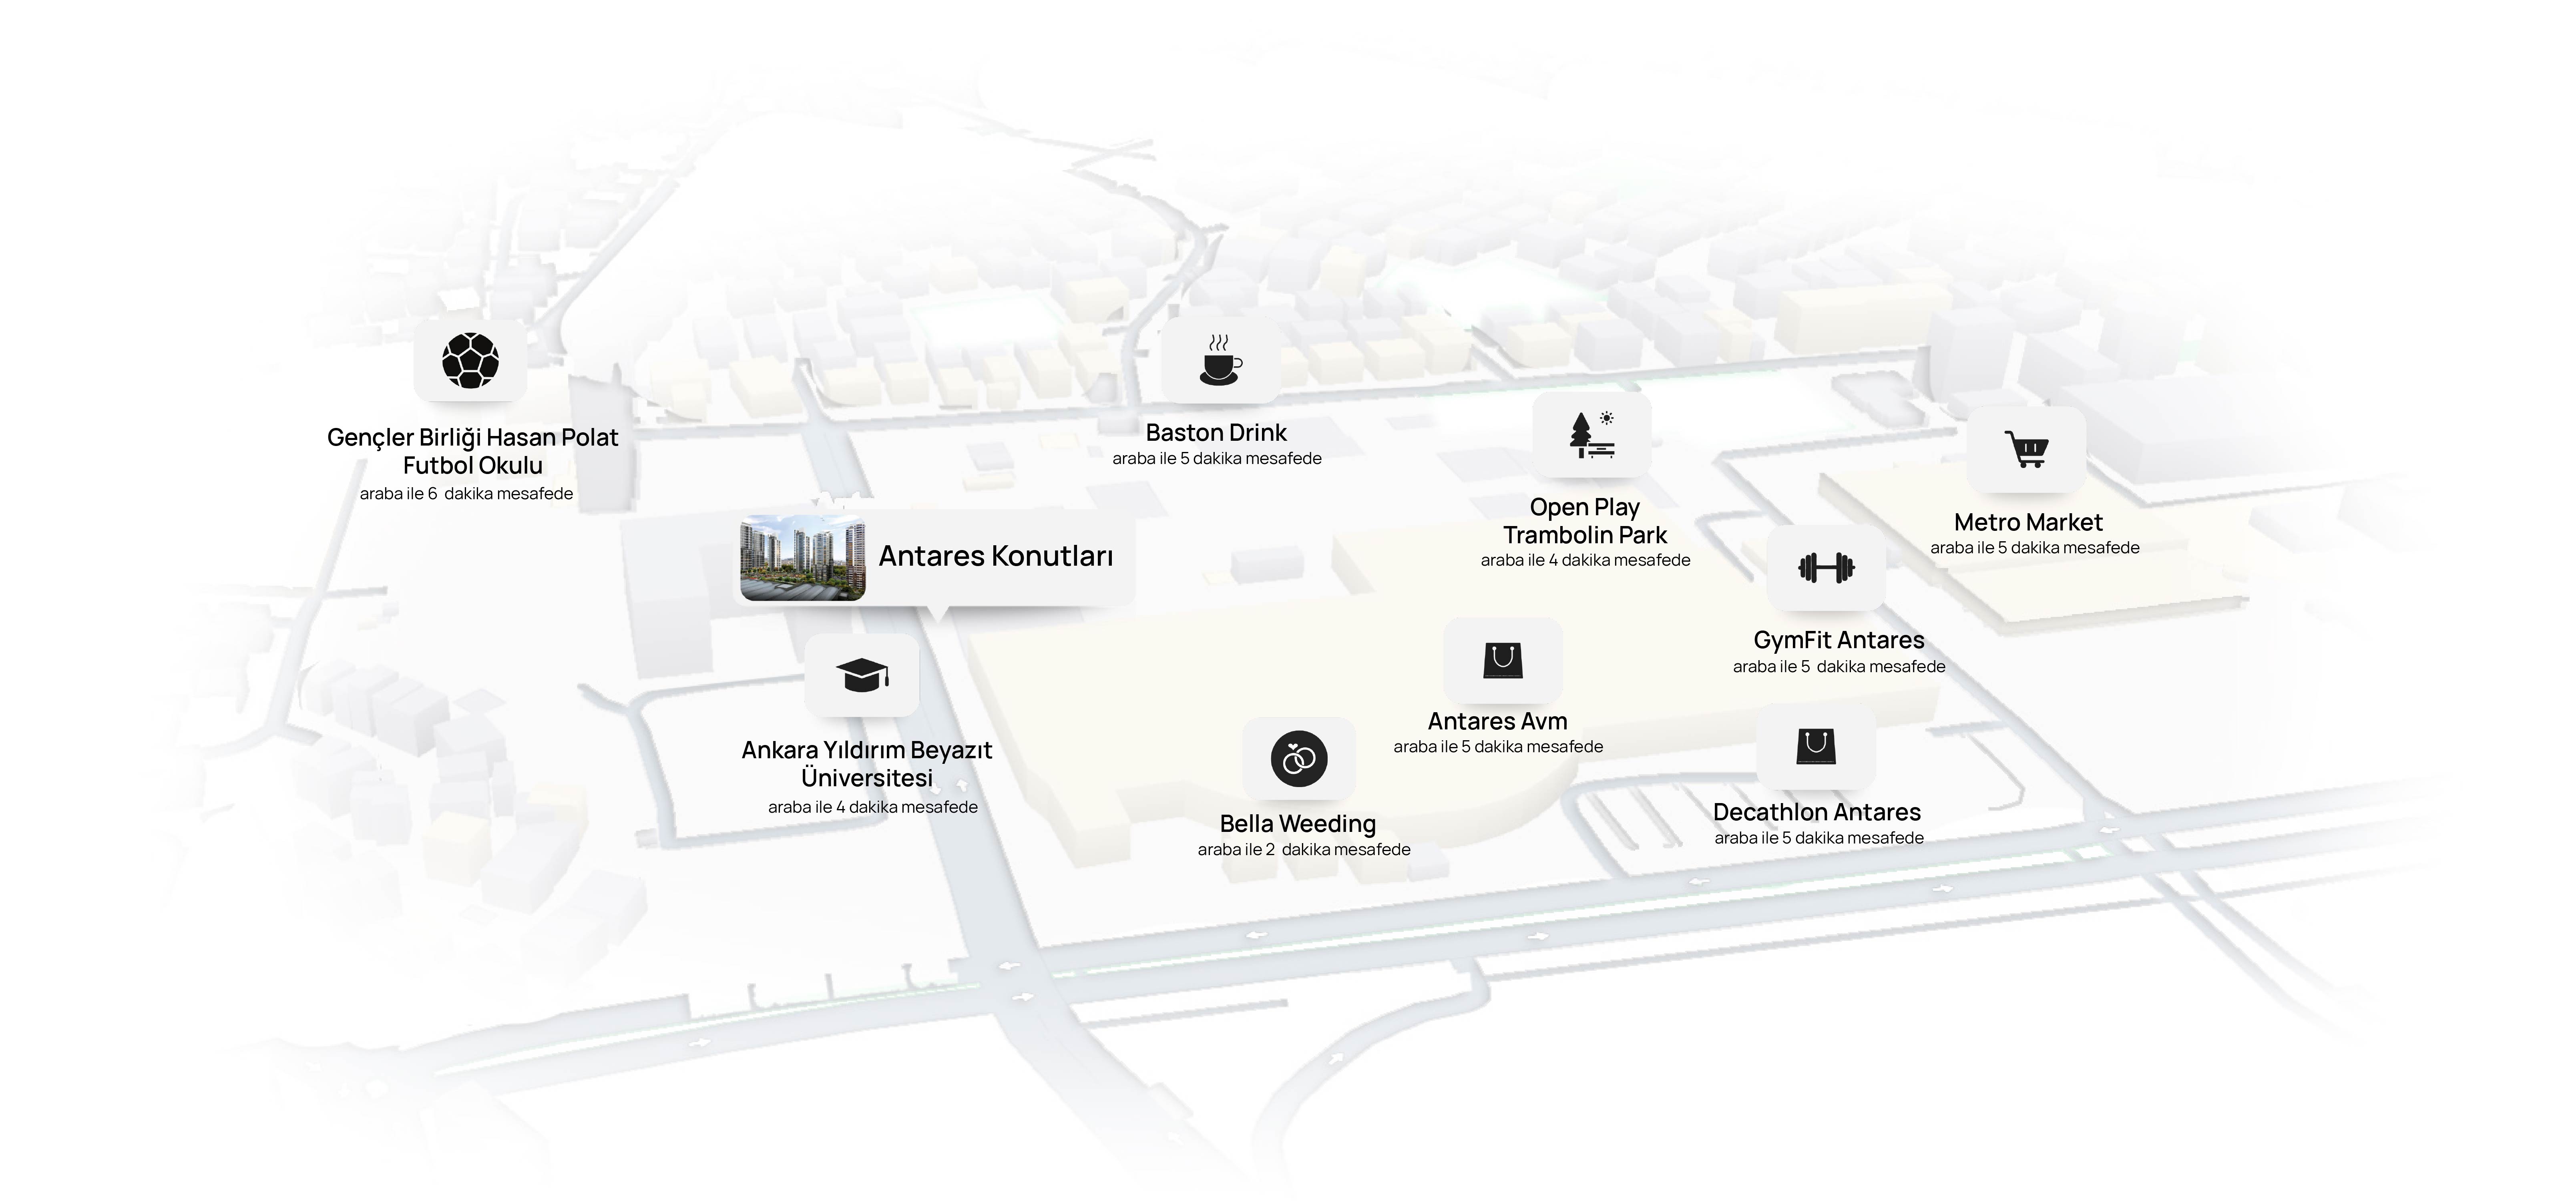 Gençler Birliği Hasan Polat
Futbol Okulu
araba ile 6 dakika mesafede
Baston Drink
araba ile 5 dakika mesafede
Open Play
Trambolin Park
araba ile 4 dakika mesafede
Metro Market
araba ile 5 dakika mesafede
Antares Konutları
GymFit Antares
araba ile 5 dakika mesafede
Ankara Yıldırım Beyazıt
Üniversitesi
araba ile 4 dakika mesafede
Antares Avm
araba ile 5 dakika mesafede
Bella Weeding
araba ile 2 dakika mesafede
Decathlon Antares
araba ile 5 dakika mesafede